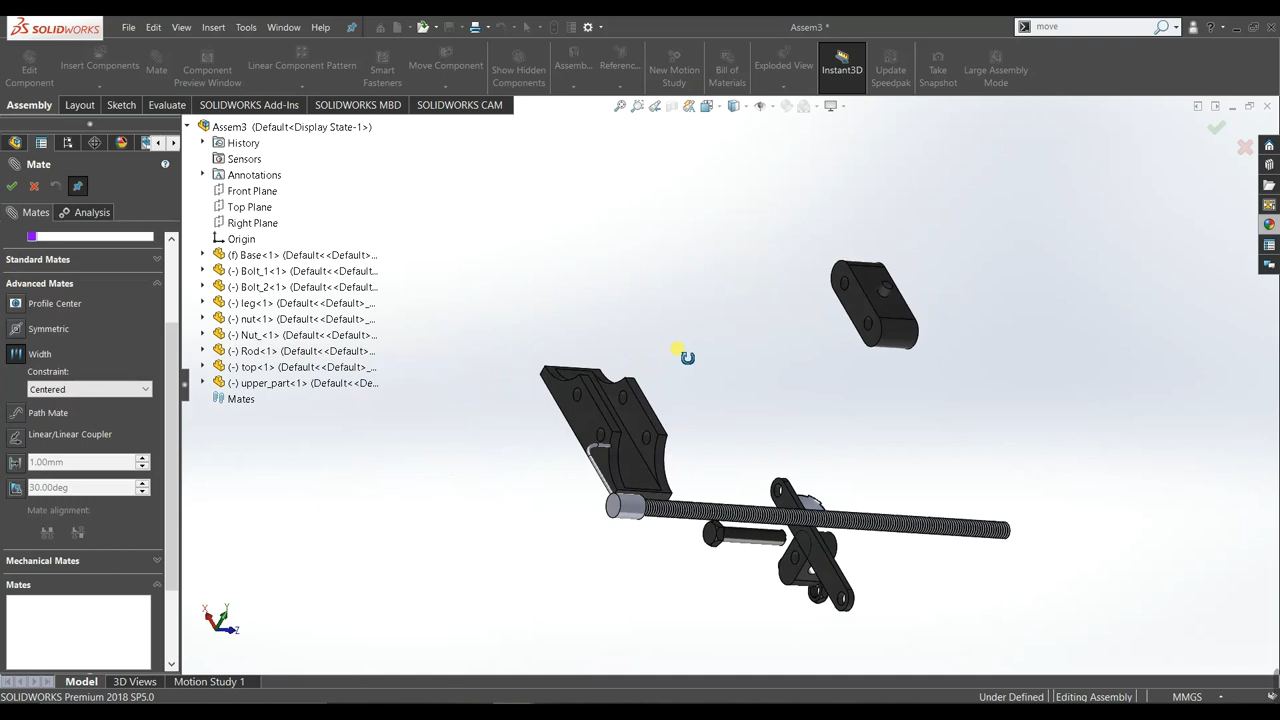 SOLIDWORKS
File Edit View Insert Tools Window Help
Assem3 *
move
Edit Component
Insert Components
Mate
Component Preview Window
Linear Component Pattern
Smart Fasteners
Move Component
Show Hidden Components
Assemb...
Referenc...
New Motion Study
Bill of Materials
Exploded View
Instant3D
Update Speedpak
Take Snapshot
Large Assembly Mode
Assembly Layout Sketch Evaluate SOLIDWORKS Add-Ins SOLIDWORKS MBD SOLIDWORKS CAM
Mate
Mates Analysis
Standard Mates
Advanced Mates
Profile Center
Symmetric
Width
Constraint:
Centered
Path Mate
Linear/Linear Coupler
1.00mm
30.00deg
Mate alignment:
Mechanical Mates
Mates
Assem3 (Default<Display State-1>)
History
Sensors
Annotations
Front Plane
Top Plane
Right Plane
Origin
(f) Base<1> (Default<<Default>...
(-) Bolt_1<1> (Default<<Default...
(-) Bolt_2<1> (Default<<Default...
(-) leg<1> (Default<<Default>_...
(-) nut<1> (Default<<Default>_...
(-) Nut_<1> (Default<<Default>...
(-) Rod<1> (Default<<Default>...
(-) top<1> (Default<<Default>_...
(-) upper_part<1> (Default<<De...
Mates
X Y Z
Model 3D Views Motion Study 1
SOLIDWORKS Premium 2018 SP5.0
Under Defined Editing Assembly MMGS